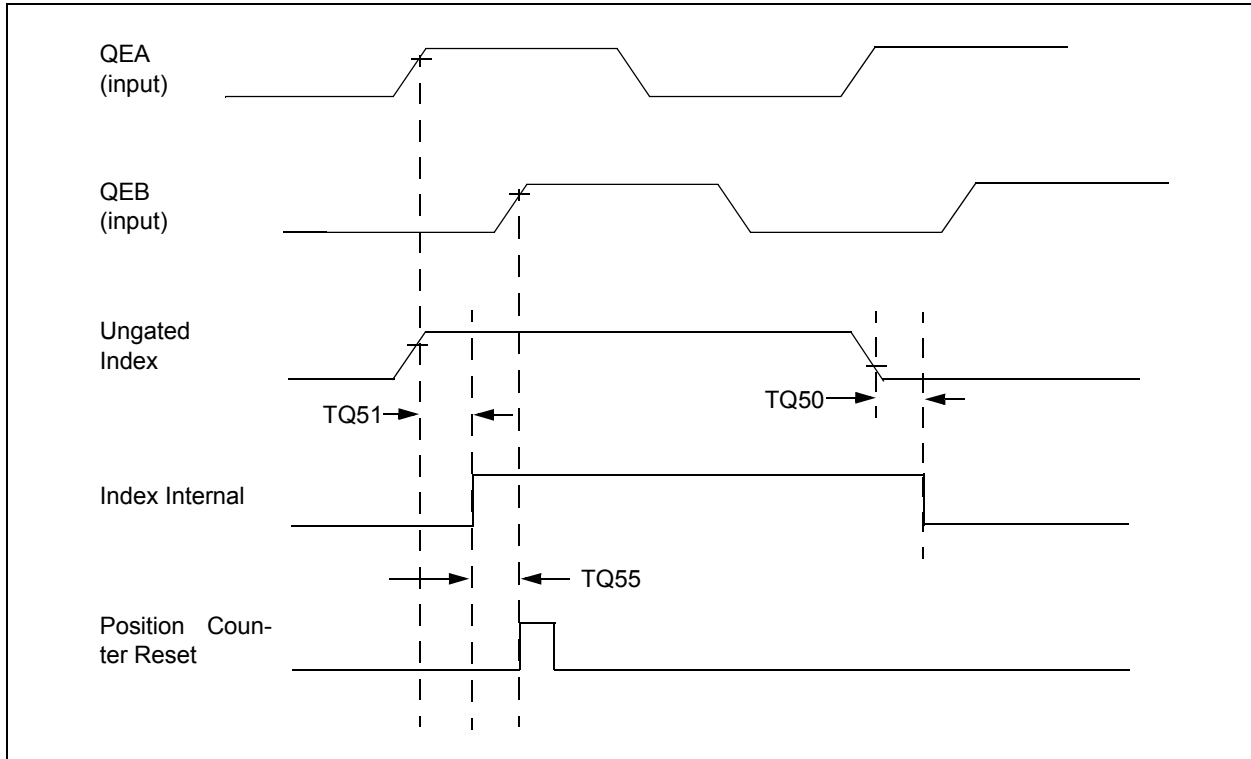 QEA
(input)
QEB
(input)
Ungated
Index
TQ51
TQ50
Index Internal
TQ55
Position Coun-
ter Reset